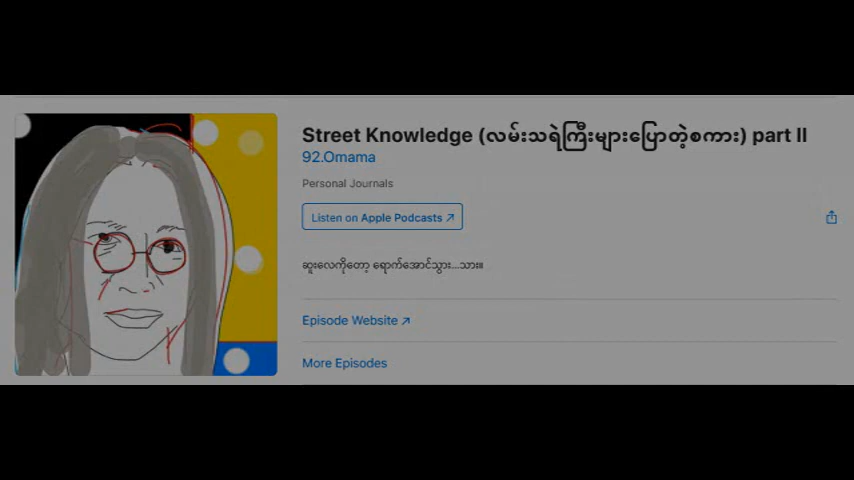 Street Knowledge (လမ်းသရဲကြီးများပြောတဲ့စကား) part II
92.Omama
Personal Journals
Listen on Apple Podcasts ↗
ဆူးလေကိုတော့ ရောက်အောင်သွား...သား။
Episode Website ↗
More Episodes